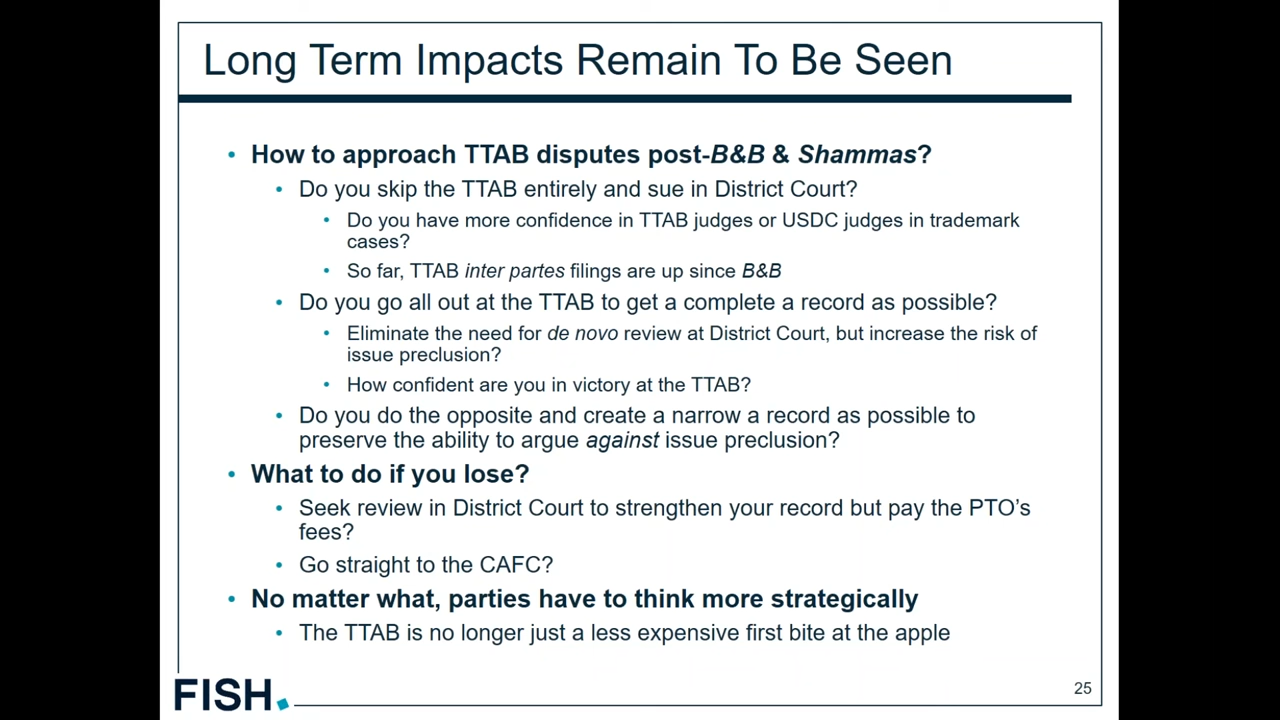 Long Term Impacts Remain To Be Seen
• How to approach TTAB disputes post-B&B & Shammas?
• Do you skip the TTAB entirely and sue in District Court?
• Do you have more confidence in TTAB judges or USDC judges in trademark
cases?
• So far, TTAB inter partes filings are up since B&B
• Do you go all out at the TTAB to get a complete a record as possible?
• Eliminate the need for de novo review at District Court, but increase the risk of
issue preclusion?
• How confident are you in victory at the TTAB?
• Do you do the opposite and create a narrow a record as possible to
preserve the ability to argue against issue preclusion?
• What to do if you lose?
• Seek review in District Court to strengthen your record but pay the PTO’s
fees?
• Go straight to the CAFC?
• No matter what, parties have to think more strategically
• The TTAB is no longer just a less expensive first bite at the apple
FISH.
25